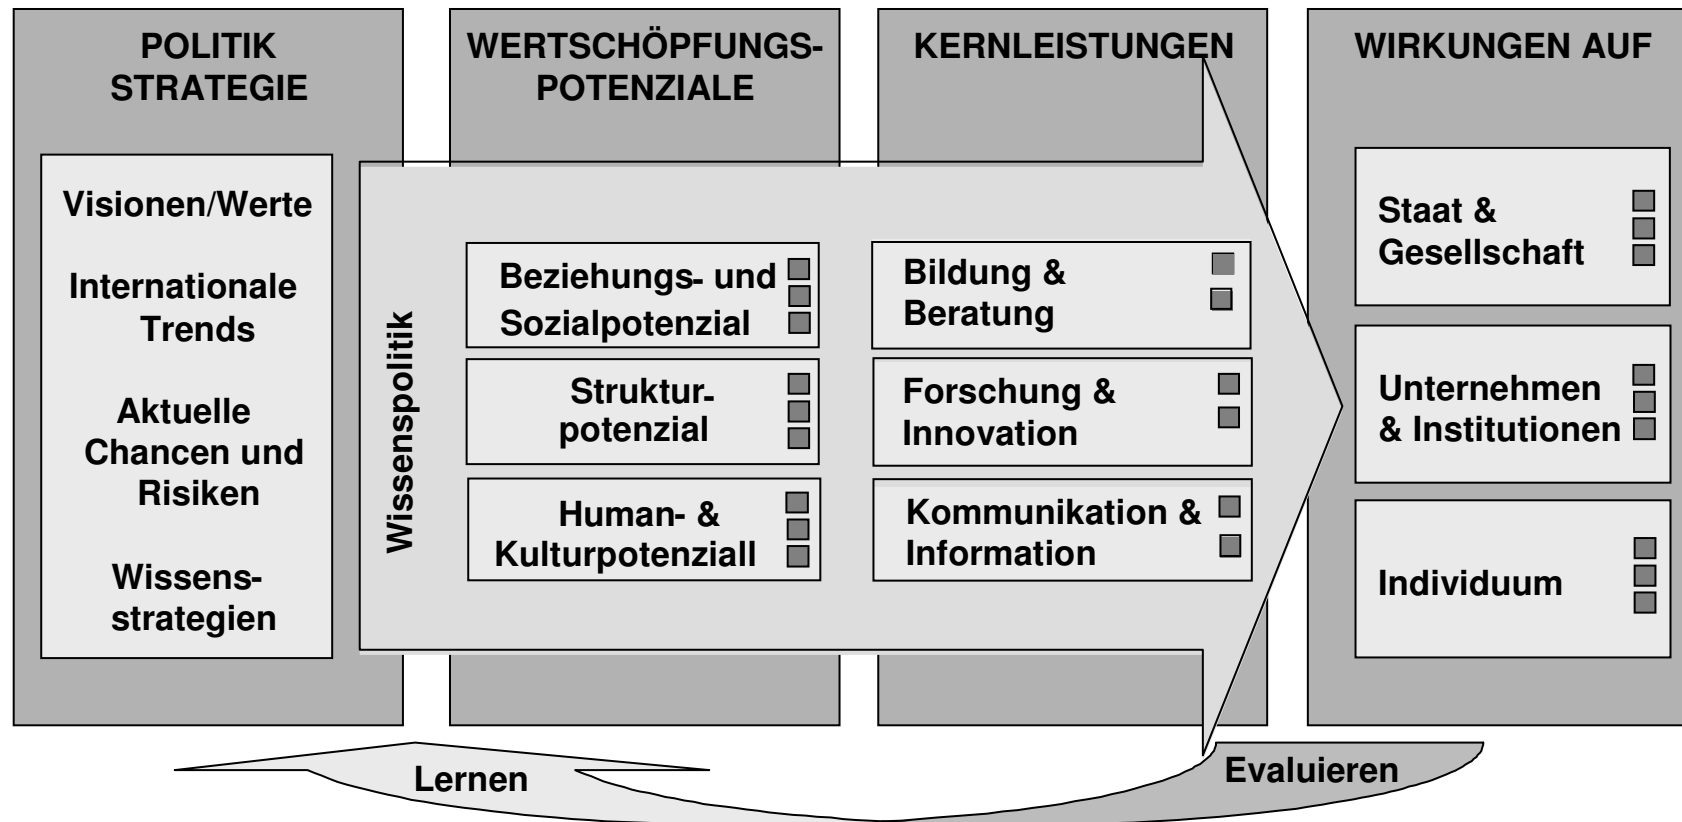 POLITIK
STRATEGIE
Visionen/Werte
Internationale
Trends
Aktuelle
Chancen und
Risiken
Wissens-
strategien
Wissenspolitik
WERTSCHÖPFUNGS-
POTENZIALE
Beziehungs- und
Sozialpotenzial
Struktur-
potenzial
Human- &
Kulturpotenziall
KERNLEISTUNGEN
Bildung &
Beratung
Forschung &
Innovation
Kommunikation &
Information
WIRKUNGEN AUF
Staat &
Gesellschaft
Unternehmen
& Institutionen
Individuum
Lernen
Evaluieren